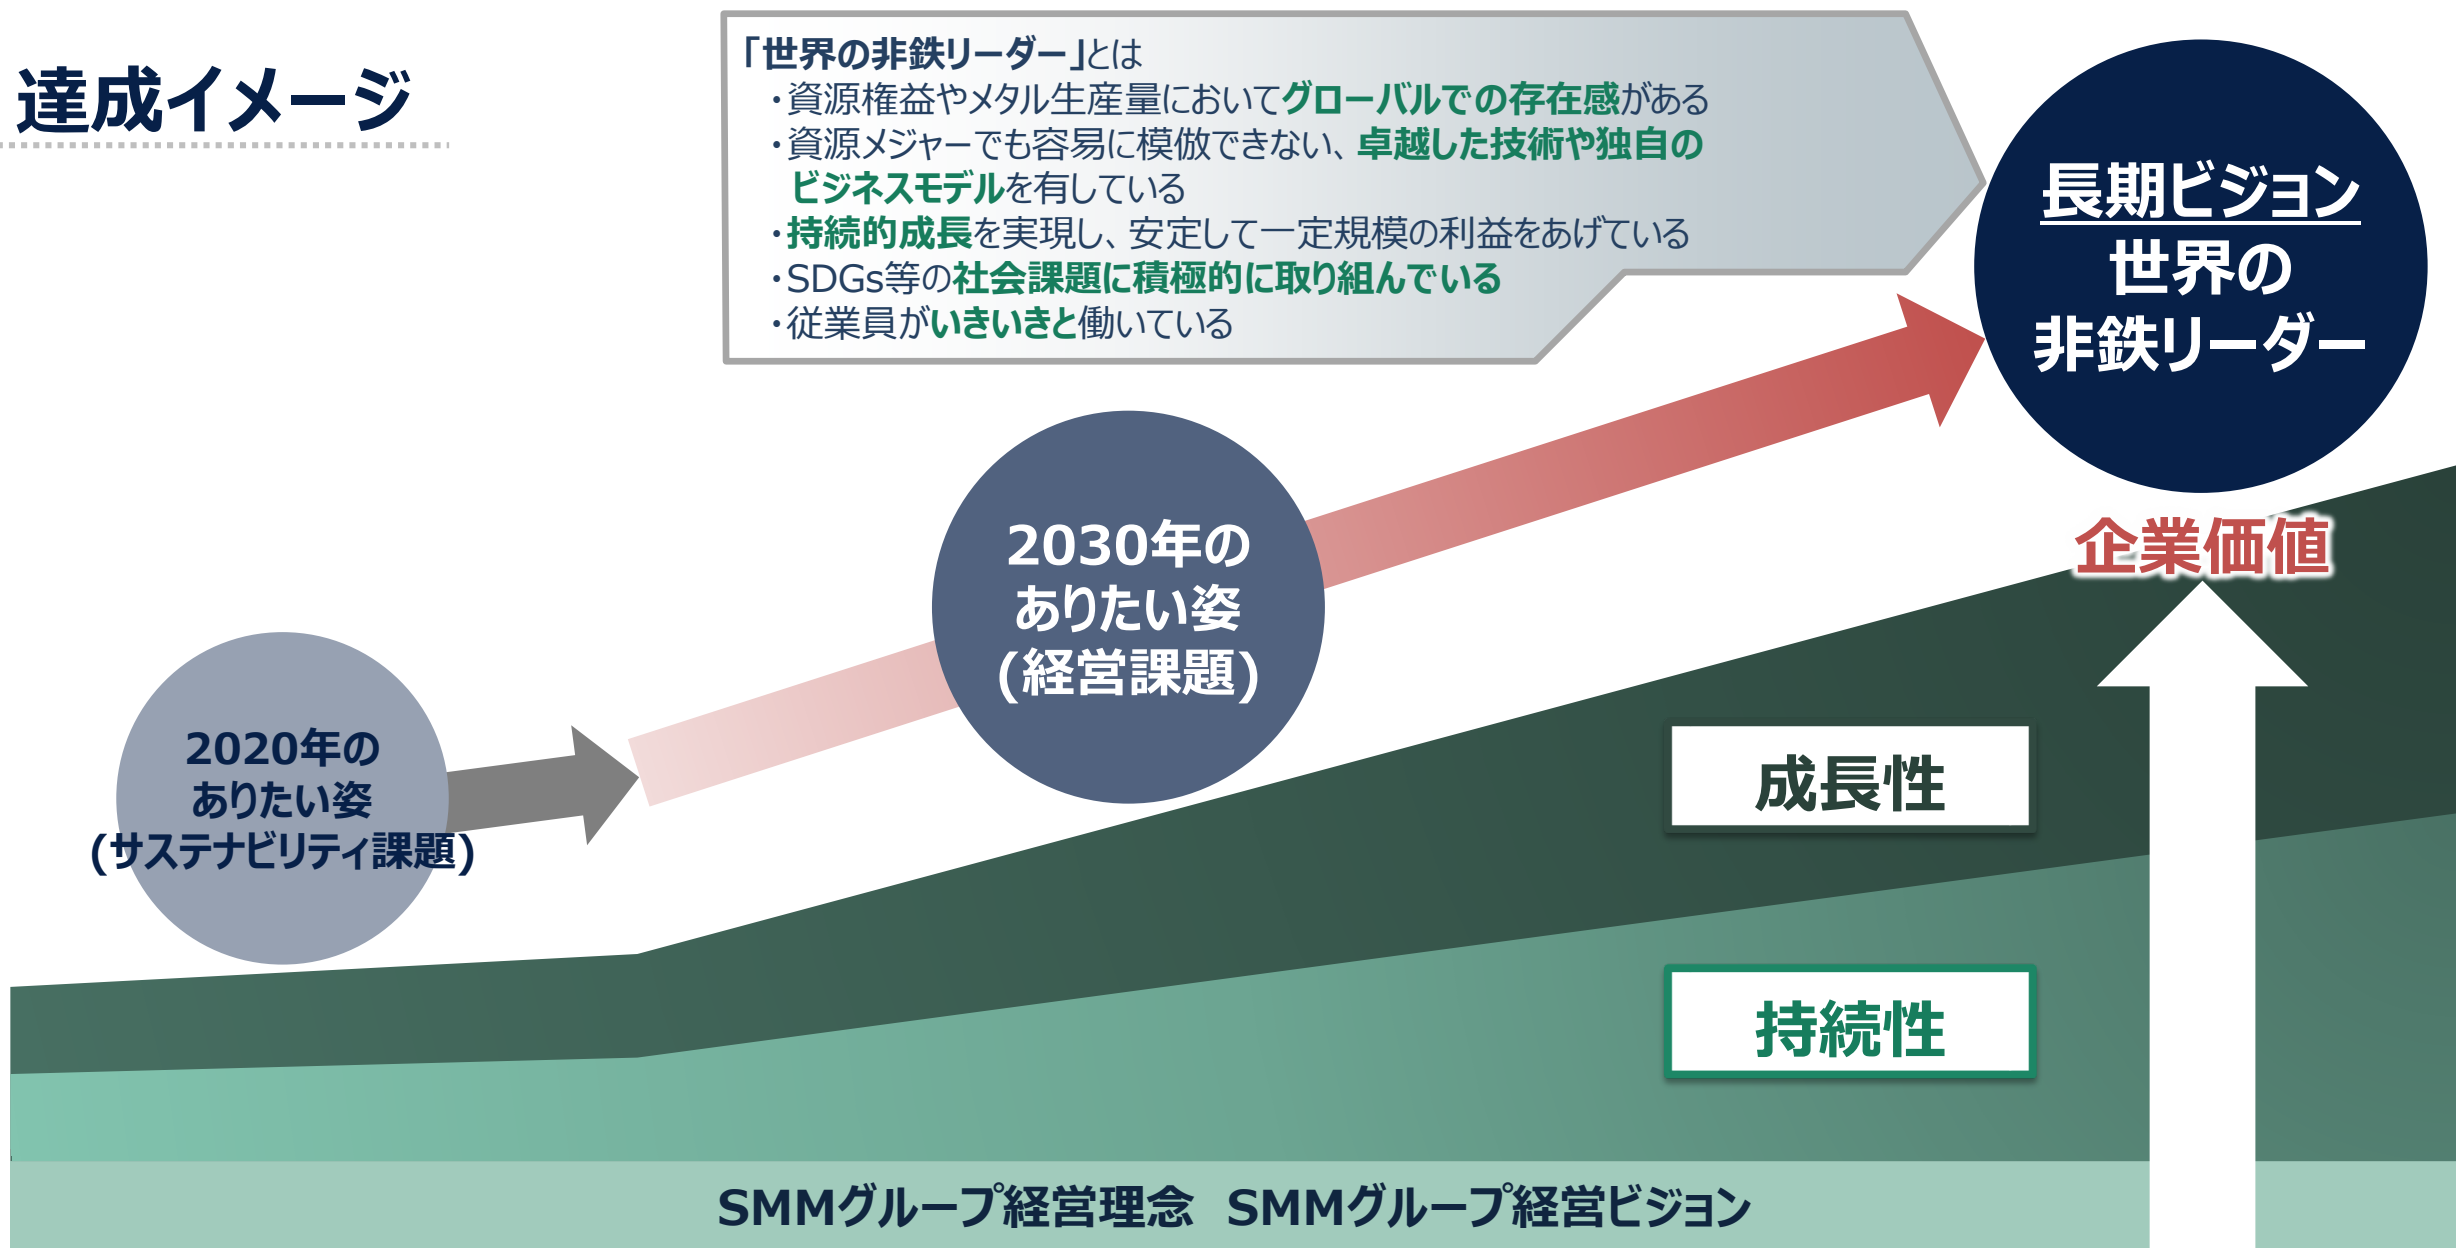 達成イメージ
「世界の非鉄リーダー」とは
・資源権益やメタル生産量においてグローバルでの存在感がある
・資源メジャーでも容易に模倣できない、卓越した技術や独自の
ビジネスモデルを有している
・持続的成長を実現し、安定して一定規模の利益をあげている
・SDGs等の社会課題に積極的に取り組んでいる
・従業員がいきいきと働いている
長期ビジョン
世界の
非鉄リーダー
2030年の
ありたい姿
(経営課題)
企業価値
2020年の
ありたい姿
(サステナビリティ課題)
成長性
持続性
SMMグループ経営理念 SMMグループ経営ビジョン